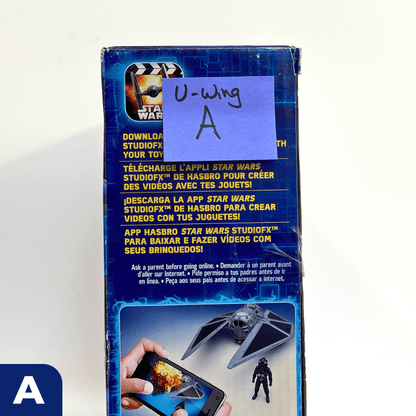 STAR
WARS
U-wing
A
DOWNLOA
STUDIOFX
WITH
YOUR TOY
TÉLÉCHARGE L'APPLI STAR WARS
STUDIOFX™ DE HASBRO POUR CRÉER
DES VIDÉOS AVEC TES JOUETS!
¡DESCARGA LA APP STAR WARS
STUDIOFX™ DE HASBRO PARA CREAR
VIDEOS CON TUS JUGUETES!
APP HASBRO STAR WARS STUDIOFX™
PARA BAIXAR E FAZER VÍDEOS COM
SEUS BRINQUEDOS!
Ask a parent before going online. • Demander à un parent avant
d'aller sur Internet. • Pide permiso a tus padres antes de ir
en línea. • Peça aos seus pais antes de acessar a internet.
A